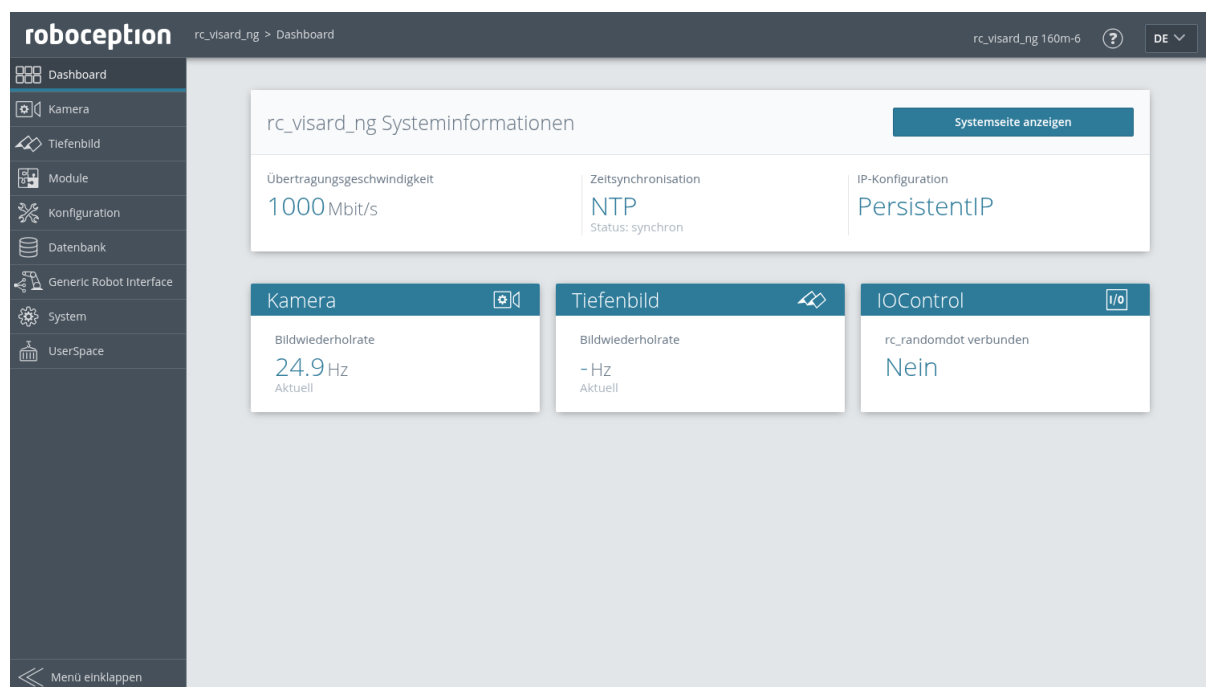 roboception
rc_visard_ng > Dashboard
rc_visard_ng 160m-6
?
DE
Dashboard
Kamera
Tiefenbild
Module
Konfiguration
Datenbank
Generic Robot Interface
System
UserSpace
Menü einklappen
rc_visard_ng Systeminformationen
Systemseite anzeigen
Übertragungsgeschwindigkeit
1000 Mbit/s
Zeitsynchronisation
NTP
Status: synchron
IP-Konfiguration
PersistentIP
Kamera
Bildwiederholrate
24.9 Hz
Aktuell
Tiefenbild
Bildwiederholrate
- Hz
Aktuell
IOControl
I/0
rc_randomdot verbunden
Nein